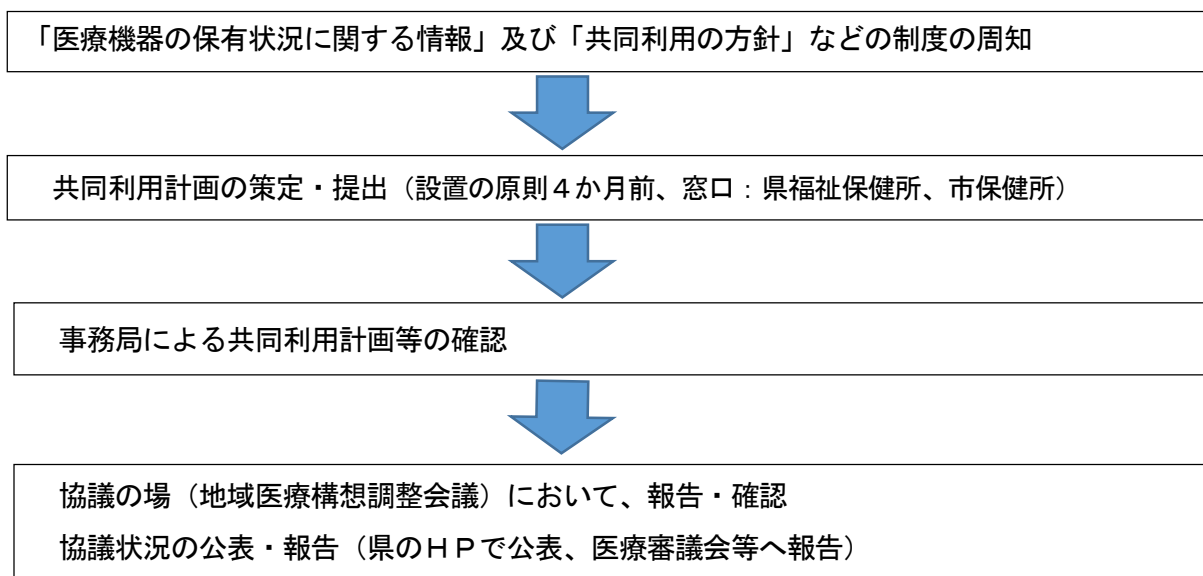 「医療機器の保有状況に関する情報」及び「共同利用の方針」などの制度の周知
共同利用計画の策定・提出（設置の原則４か月前、窓口：県福祉保健所、市保健所）
事務局による共同利用計画等の確認
協議の場（地域医療構想調整会議）において、報告・確認
協議状況の公表・報告（県のＨＰで公表、医療審議会等へ報告）